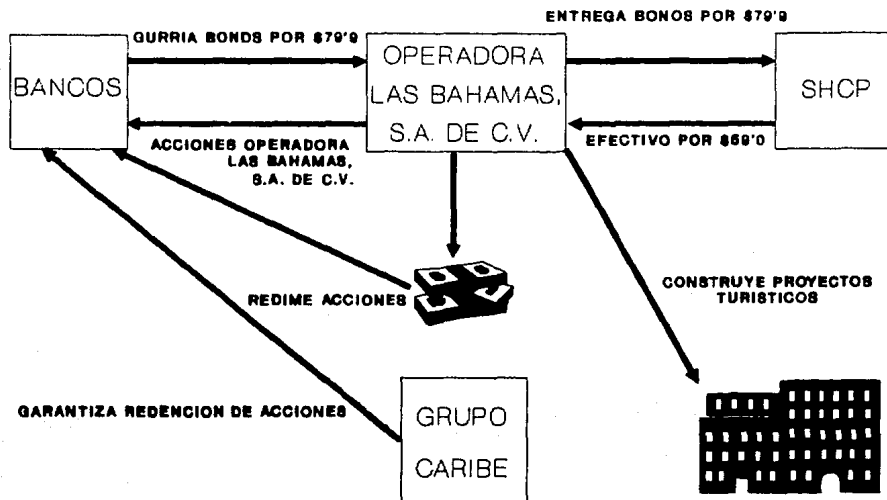 ENTREGA BONOS POR $79'9
GURRIA BONDS POR $79'9
BANCOS
OPERADORA
LAS BAHAMAS,
S.A. DE C.V.
SHCP
ACCIONES OPERADORA
LAS BAHAMAS,
S.A. DE C.V.
EFECTIVO POR $59'0
REDIME ACCIONES
CONSTRUYE PROYECTOS
TURISTICOS
GARANTIZA REDENCION DE ACCIONES
GRUPO
CARIBE